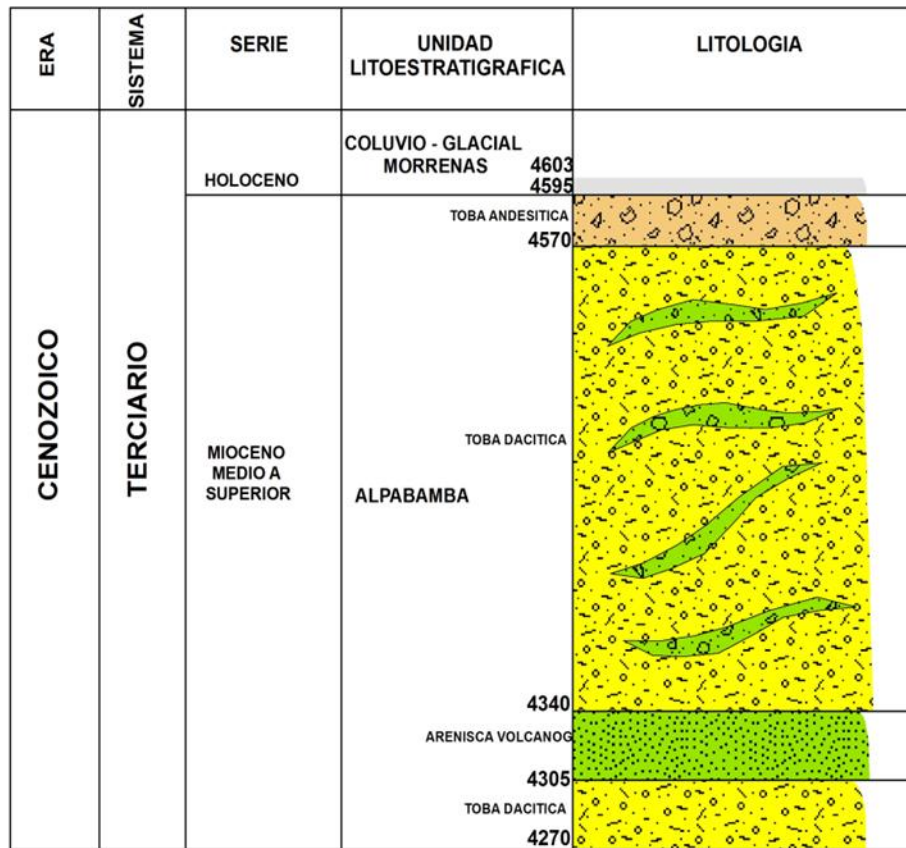 ERA
SISTEMA
SERIE
UNIDAD
LITOESTRATIGRAFICA
LITOLOGIA
CENOZOICO
TERCIARIO
HOLOCENO
COLUVIO - GLACIAL
MORRENAS
4603
4595
TOBA ANDESITICA
4570
TOBA DACITICA
MIOCENO
MEDIO A
SUPERIOR
ALPABAMBA
4340
ARENISCA VOLCANOG
4305
TOBA DACITICA
4270